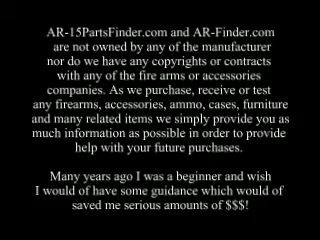 AR-15PartsFinder.com and AR-Finder.com
are not owned by any of the manufacturer
nor do we have any copyrights or contracts
with any of the fire arms or accessories
companies. As we purchase, receive or test
any firearms, accessories, ammo, cases, furniture
and many related items we simply provide you as
much information as possible in order to provide
help with your future purchases.
Many years ago I was a beginner and wish
I would of have some guidance which would of
saved me serious amounts of $$$!